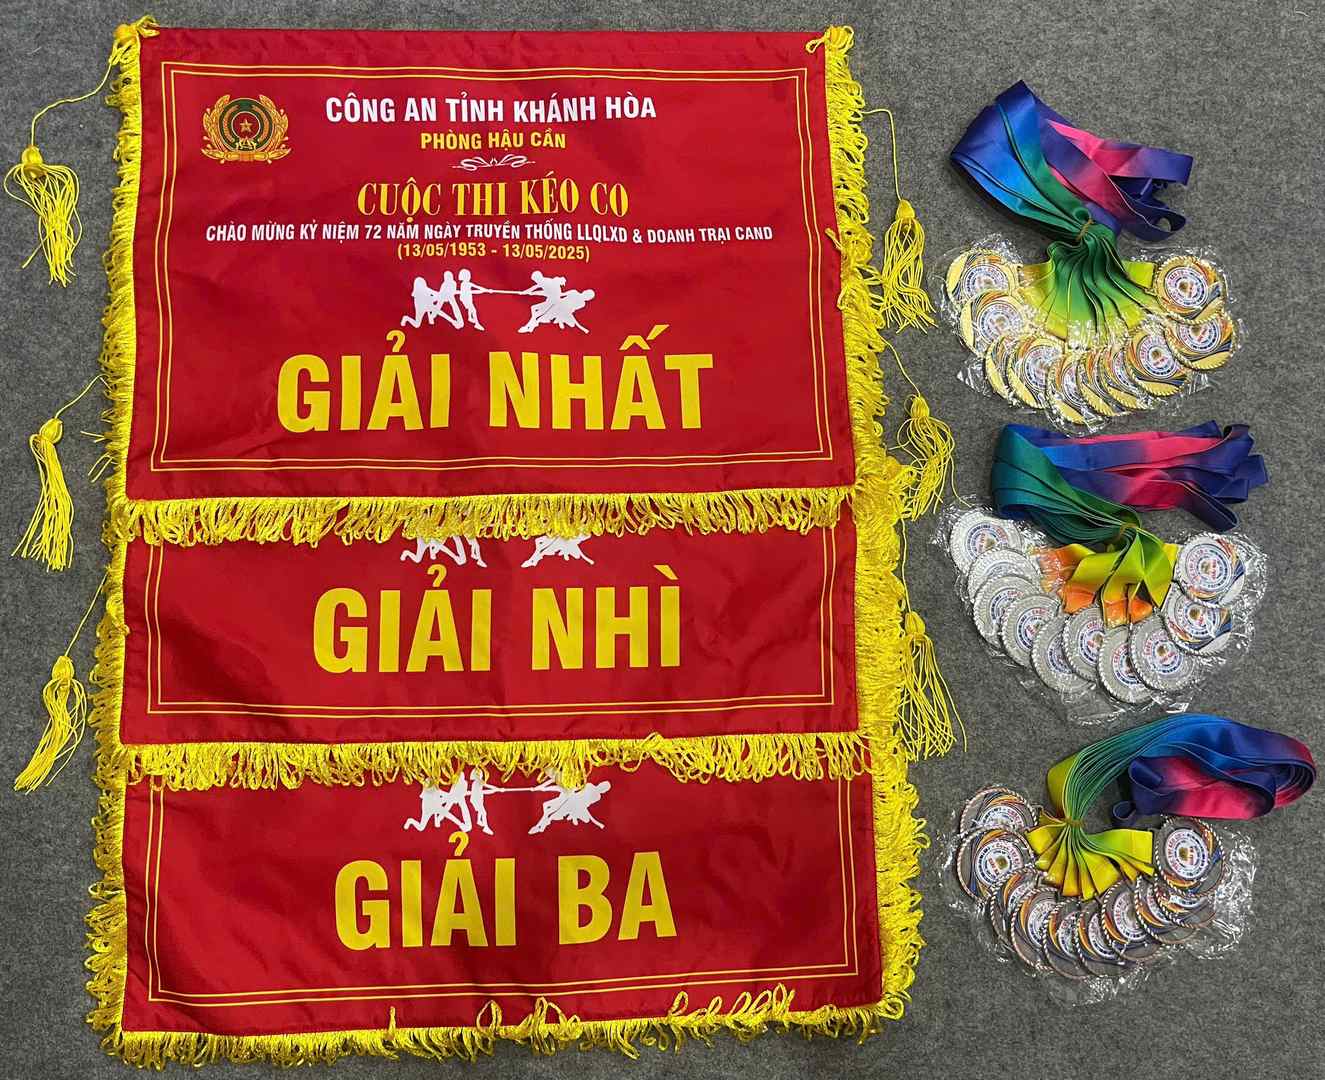 CÔNG AN TỈNH KHÁNH HÒA
PHÒNG HẬU CẦN
CUỘC THI KÉO CO
CHÀO MỪNG KỶ NIỆM 72 NĂM NGÀY TRUYỀN THỐNG LLQLXD & DOANH TRẠI CAND
(13/05/1953 - 13/05/2025)
GIẢI NHẤT
GIẢI NHÌ
GIẢI BA